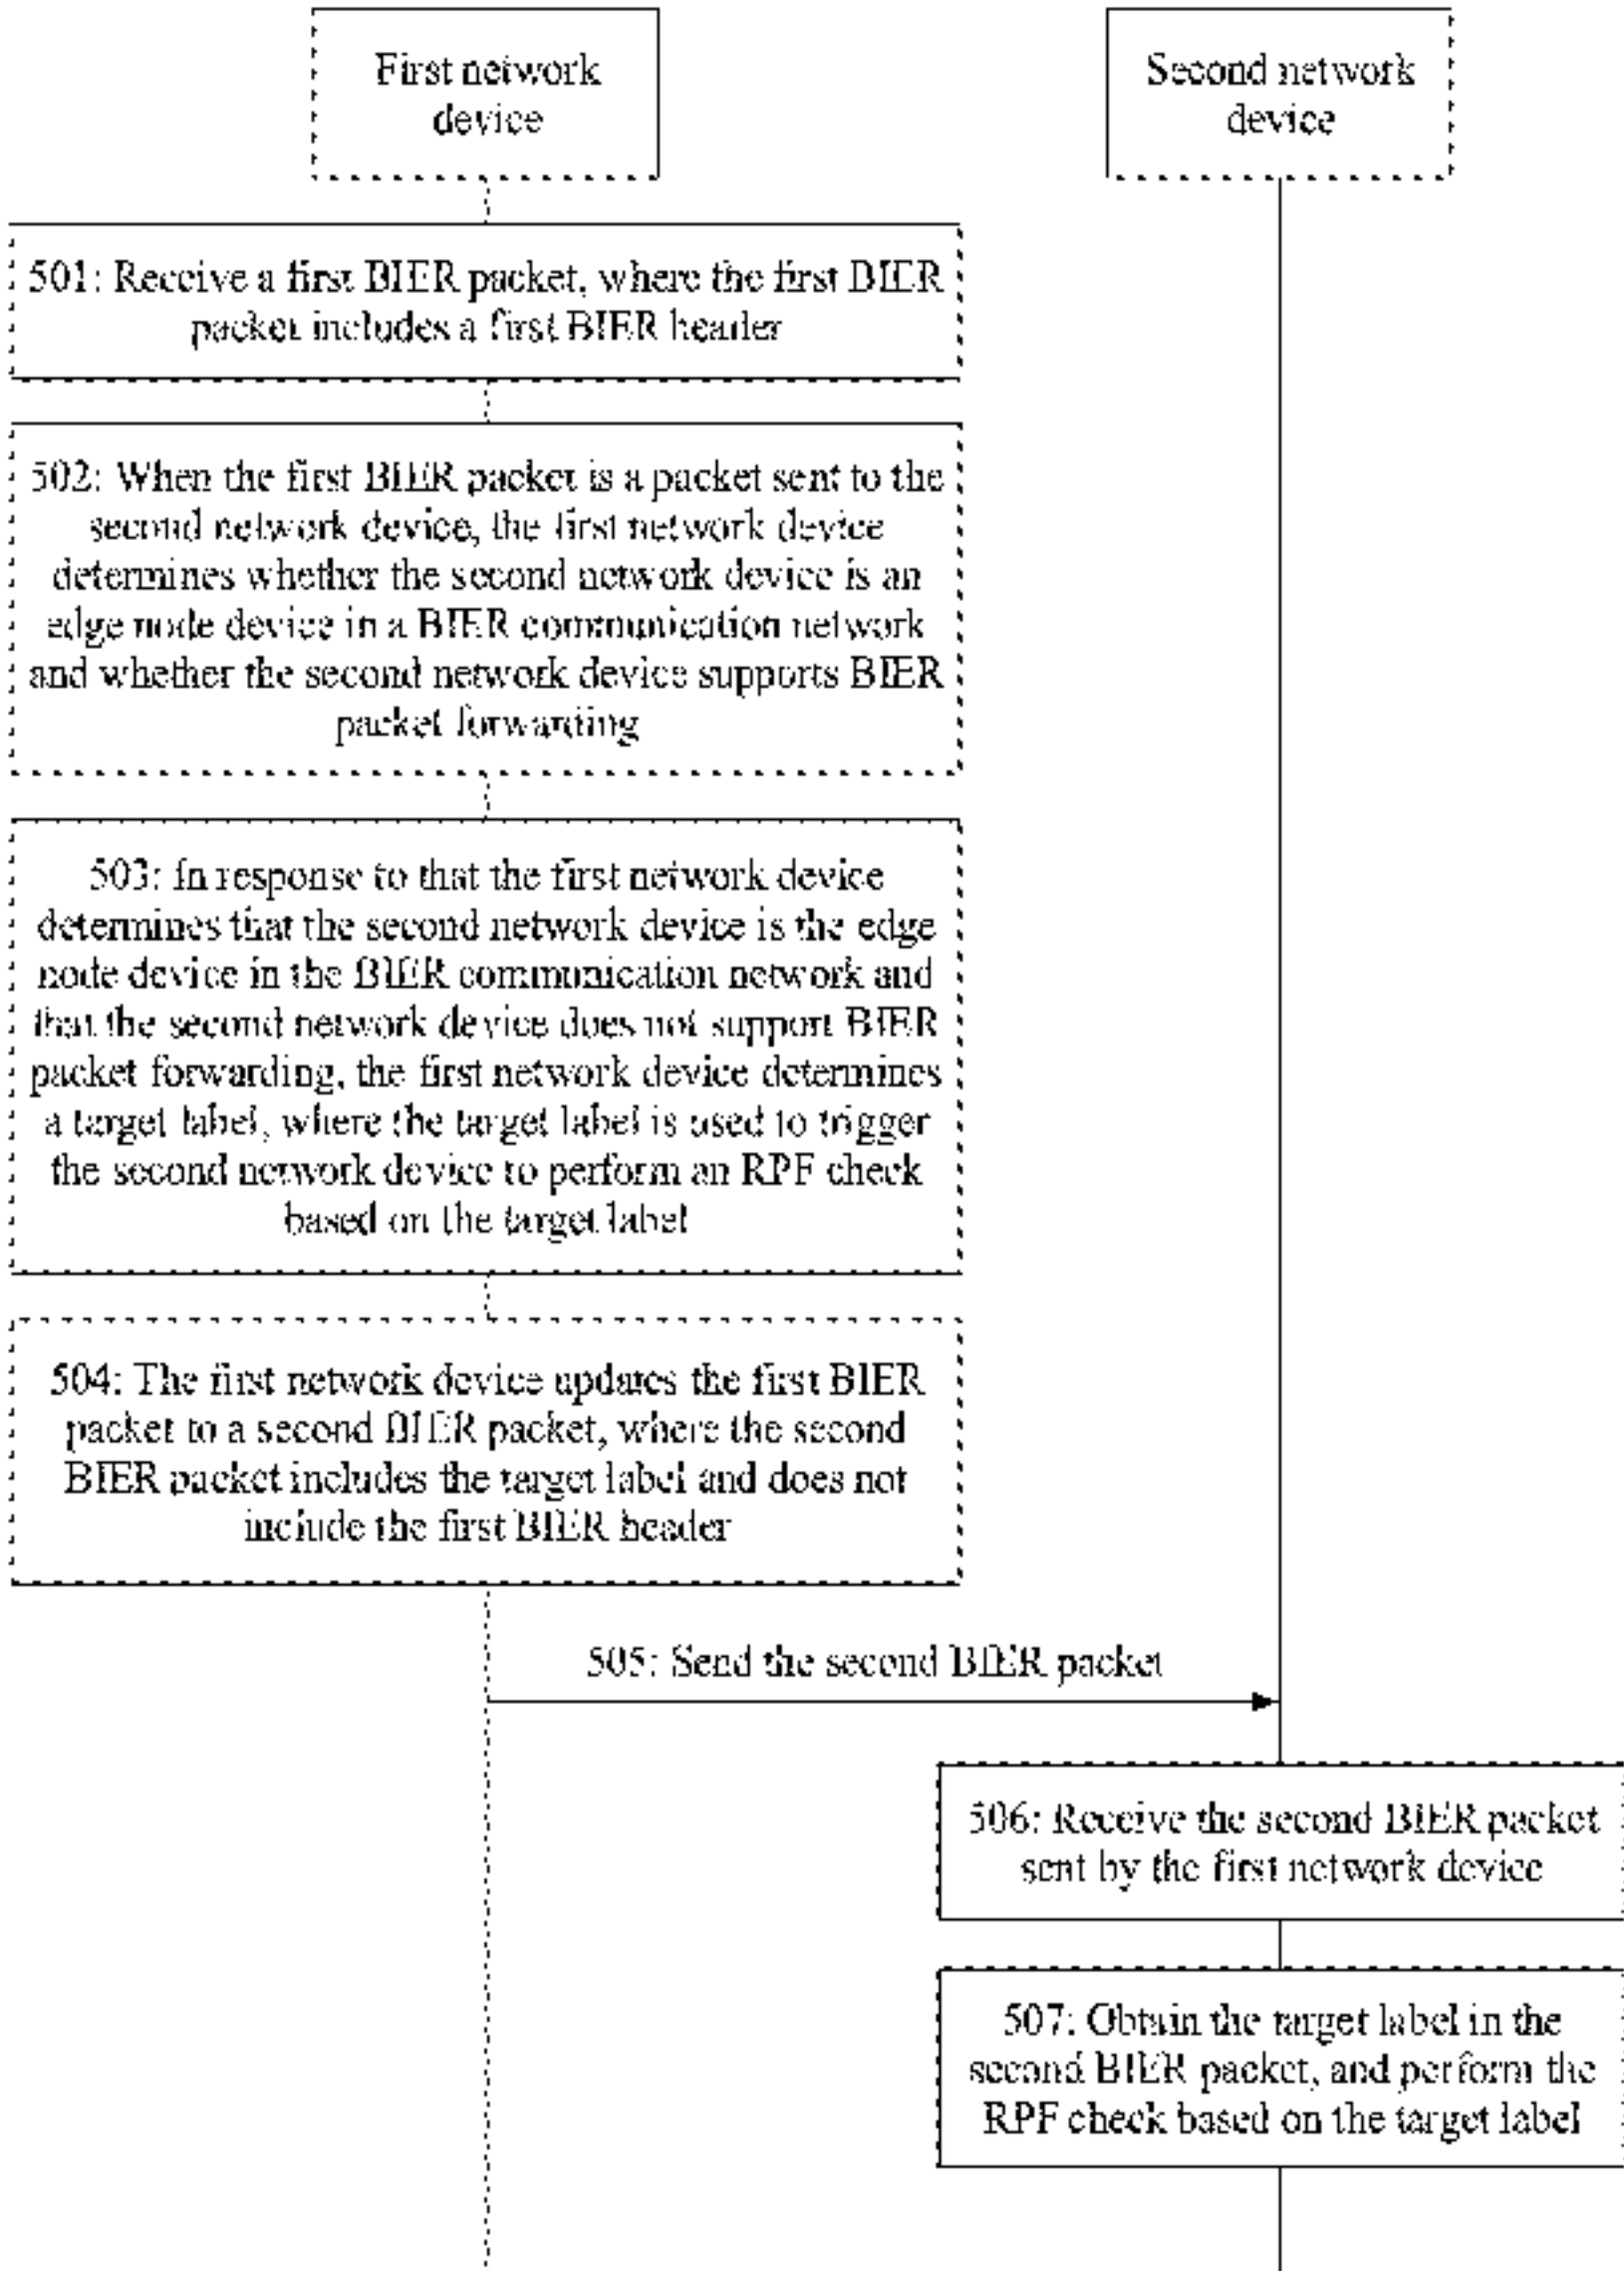 First network
device
Second network
device
501: Receive a first BIER packet, where the first BIER
packet includes a first BIER header
502: When the first BIER packet is a packet sent to the
second network device, the first network device
determines whether the second network device is an
edge node device in a BIER communication network
and whether the second network device supports BIER
packet forwarding
503: In response to that the first network device
determines that the second network device is the edge
node device in the BIER communication network and
that the second network device does not support BIER
packet forwarding, the first network device determines
a target label, where the target label is used to trigger
the second network device to perform an RPF check
based on the target label
504: The first network device updates the first BIER
packet to a second BIER packet, where the second
BIER packet includes the target label and does not
include the first BIER header
505: Send the second BIER packet
506: Receive the second BIER packet
sent by the first network device
507: Obtain the target label in the
second BIER packet, and perform the
RPF check based on the target label